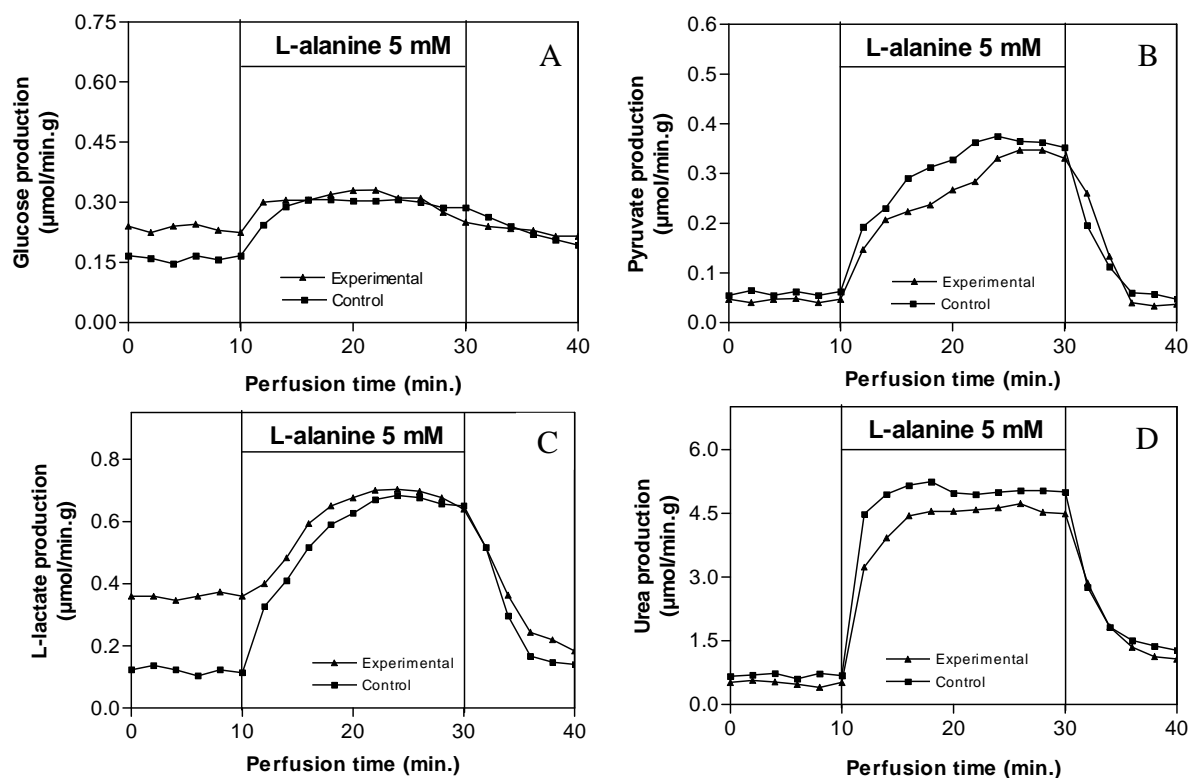 L-alanine 5 mM
A
Glucose production
(µmol/min.g)
0.75
0.60
0.45
0.30
0.15
0.00
Experimental
Control
0 10 20 30 40
Perfusion time (min.)
L-alanine 5 mM
B
Pyruvate production
(µmol/min.g)
0.6
0.5
0.4
0.3
0.2
0.1
0.0
Experimental
Control
0 10 20 30 40
Perfusion time (min.)
L-alanine 5 mM
C
L-lactate production
(µmol/min.g)
0.8
0.6
0.4
0.2
0.0
Experimental
Control
0 10 20 30 40
Perfusion time (min.)
L-alanine 5 mM
D
Urea production
(µmol/min.g)
6.0
4.5
3.0
1.5
0.0
Experimental
Control
0 10 20 30 40
Perfusion time (min.)